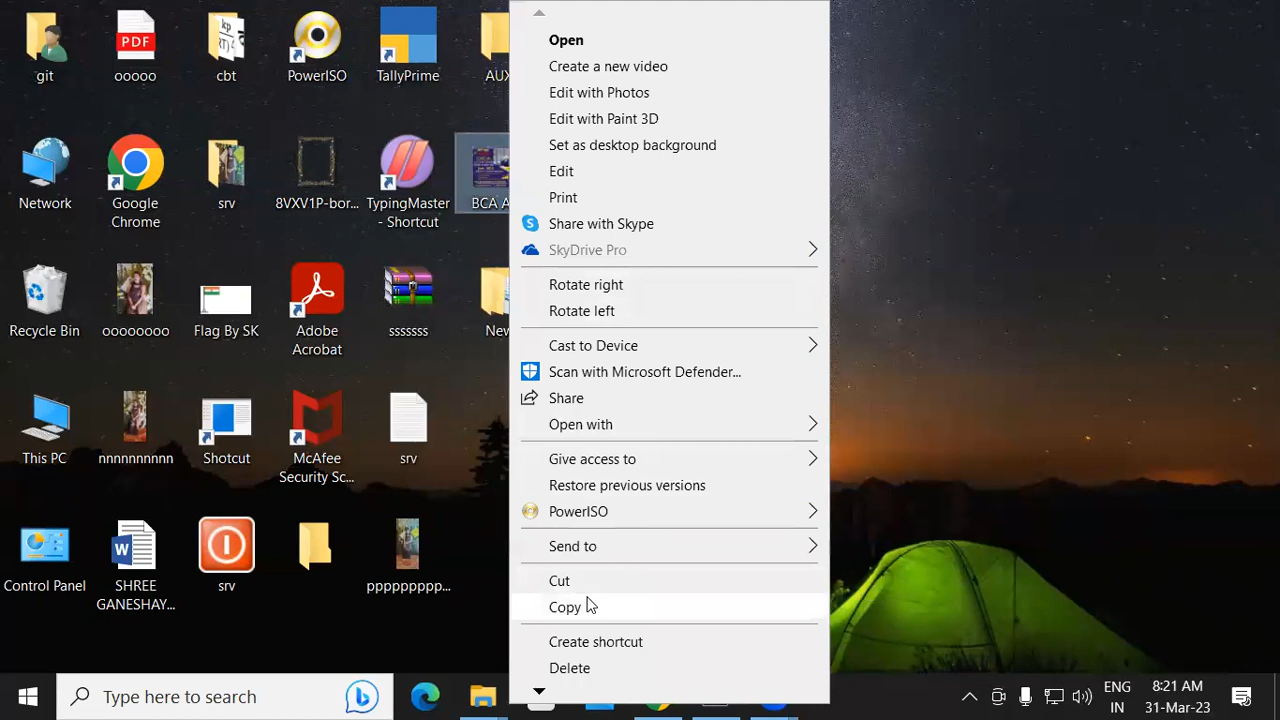 git
PDF
ooooo
kp
cbt
PowerISO
TallyPrime
AUX
Network
Google
Chrome
srv
8VXV1P-bor...
TypingMaster
- Shortcut
BCA A
Recycle Bin
oooooooo
Flag By SK
Adobe
Acrobat
sssssss
New
This PC
nnnnnnnnnn
Shotcut
McAfee
Security Sc...
srv
Control Panel
SHREE
GANESHAY...
srv
pppppppppp...
Open
Create a new video
Edit with Photos
Edit with Paint 3D
Set as desktop background
Edit
Print
Share with Skype
SkyDrive Pro
Rotate right
Rotate left
Cast to Device
Scan with Microsoft Defender...
Share
Open with
Give access to
Restore previous versions
PowerISO
Send to
Cut
Copy
Create shortcut
Delete
Type here to search
ENG
IN
8:21 AM
31-Mar-23